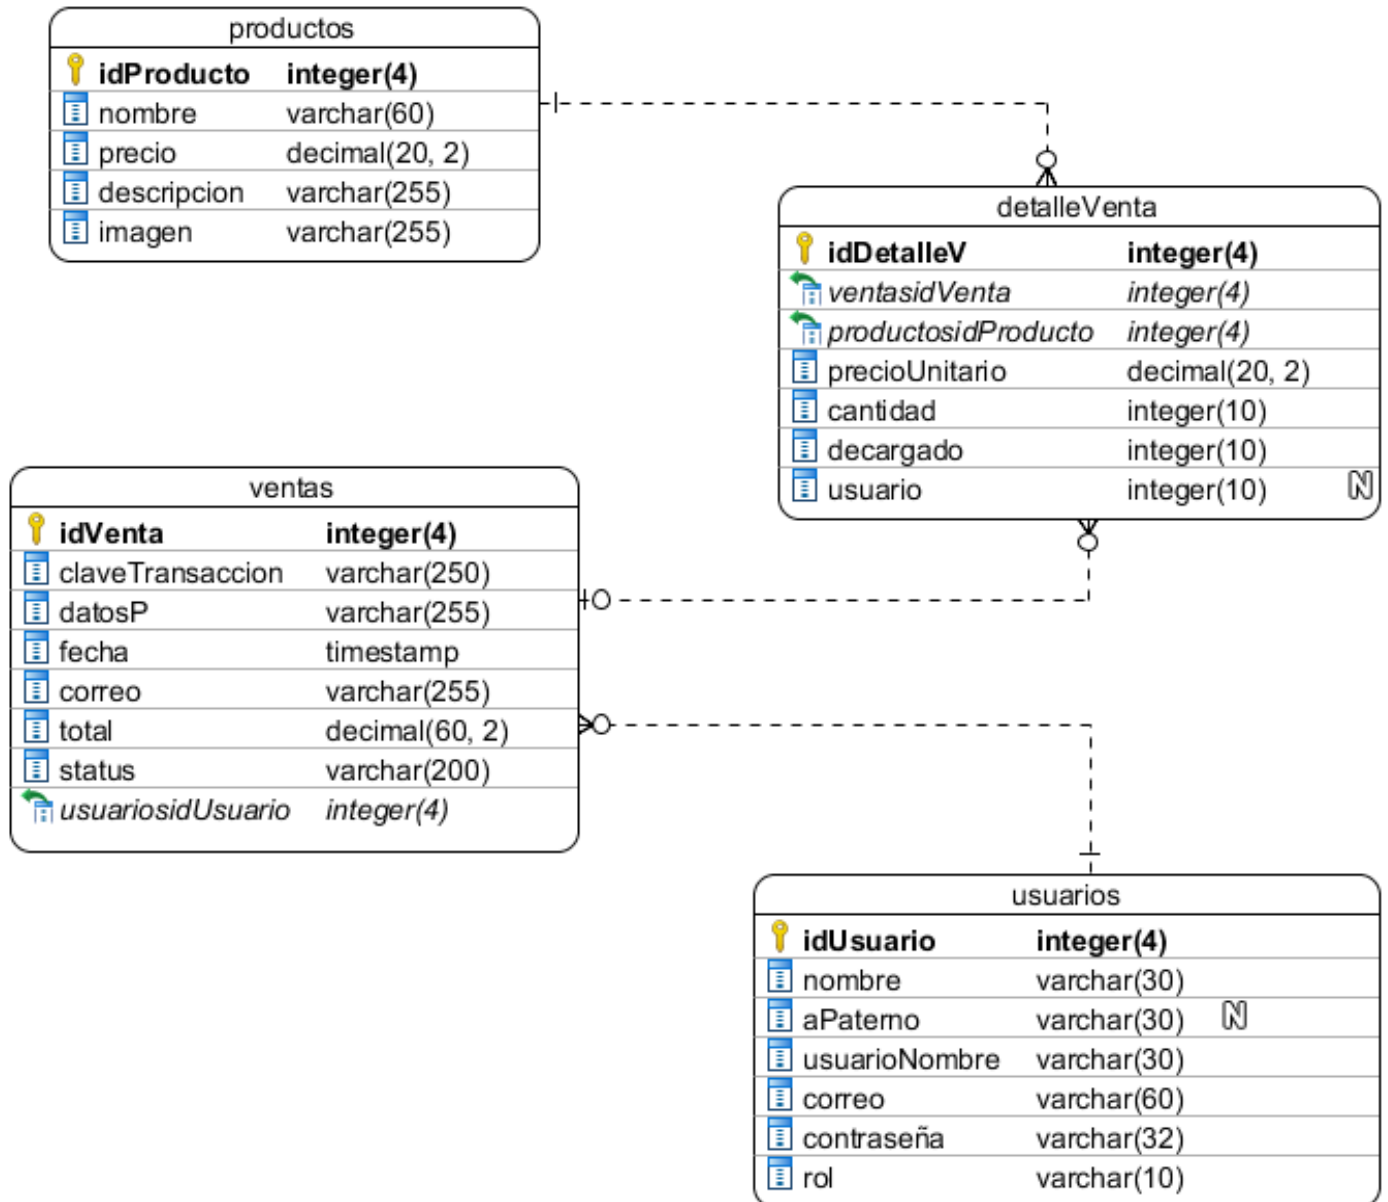 productos
idProducto integer(4)
nombre varchar(60)
precio decimal(20, 2)
descripcion varchar(255)
imagen varchar(255)
detalleVenta
idDetalleV integer(4)
ventasidVenta integer(4)
productosidProducto integer(4)
precioUnitario decimal(20, 2)
cantidad integer(10)
decargado integer(10)
usuario integer(10) N
ventas
idVenta integer(4)
claveTransaccion varchar(250)
datosP varchar(255)
fecha timestamp
correo varchar(255)
total decimal(60, 2)
status varchar(200)
usuariosidUsuario integer(4)
usuarios
idUsuario integer(4)
nombre varchar(30)
aPaterno varchar(30) N
usuarioNombre varchar(30)
correo varchar(60)
contraseña varchar(32)
rol varchar(10)